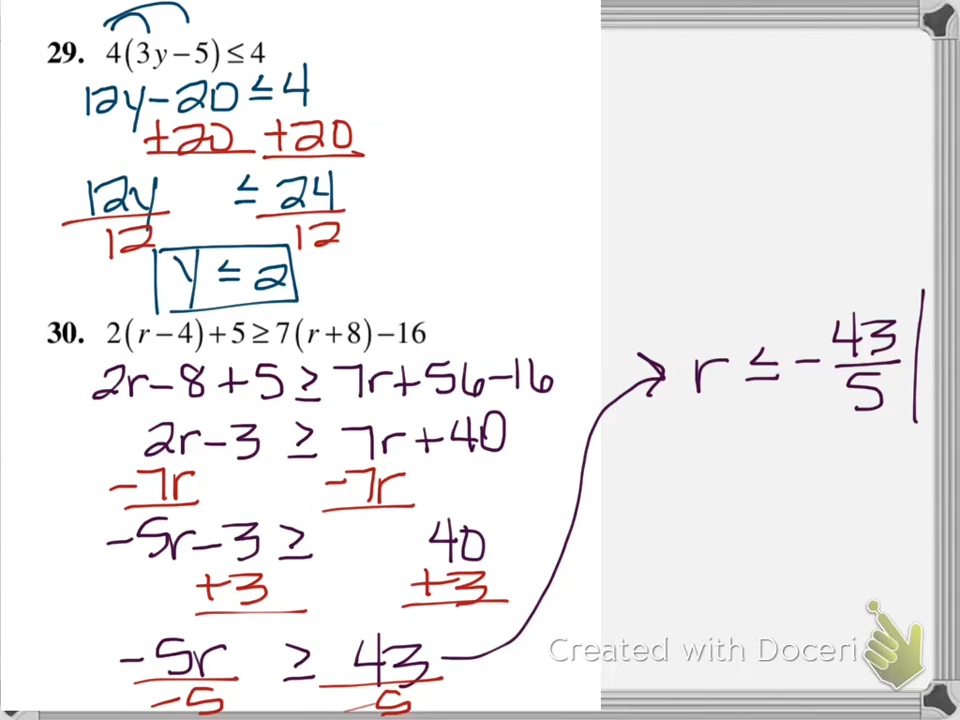 29. 4(3y−5)≤4
12y−20≤4
+20 +20
12y ≤ 24
12 12
y ≤ 2
30. 2(r−4)+5≥7(r+8)−16
2r−8+5≥7r+56−16
2r−3 ≥ 7r+40
−7r −7r
−5r−3≥ 40
+3 +3
−5r ≥ 43
−5 −5
r ≤ −43/5
Created with Doceri